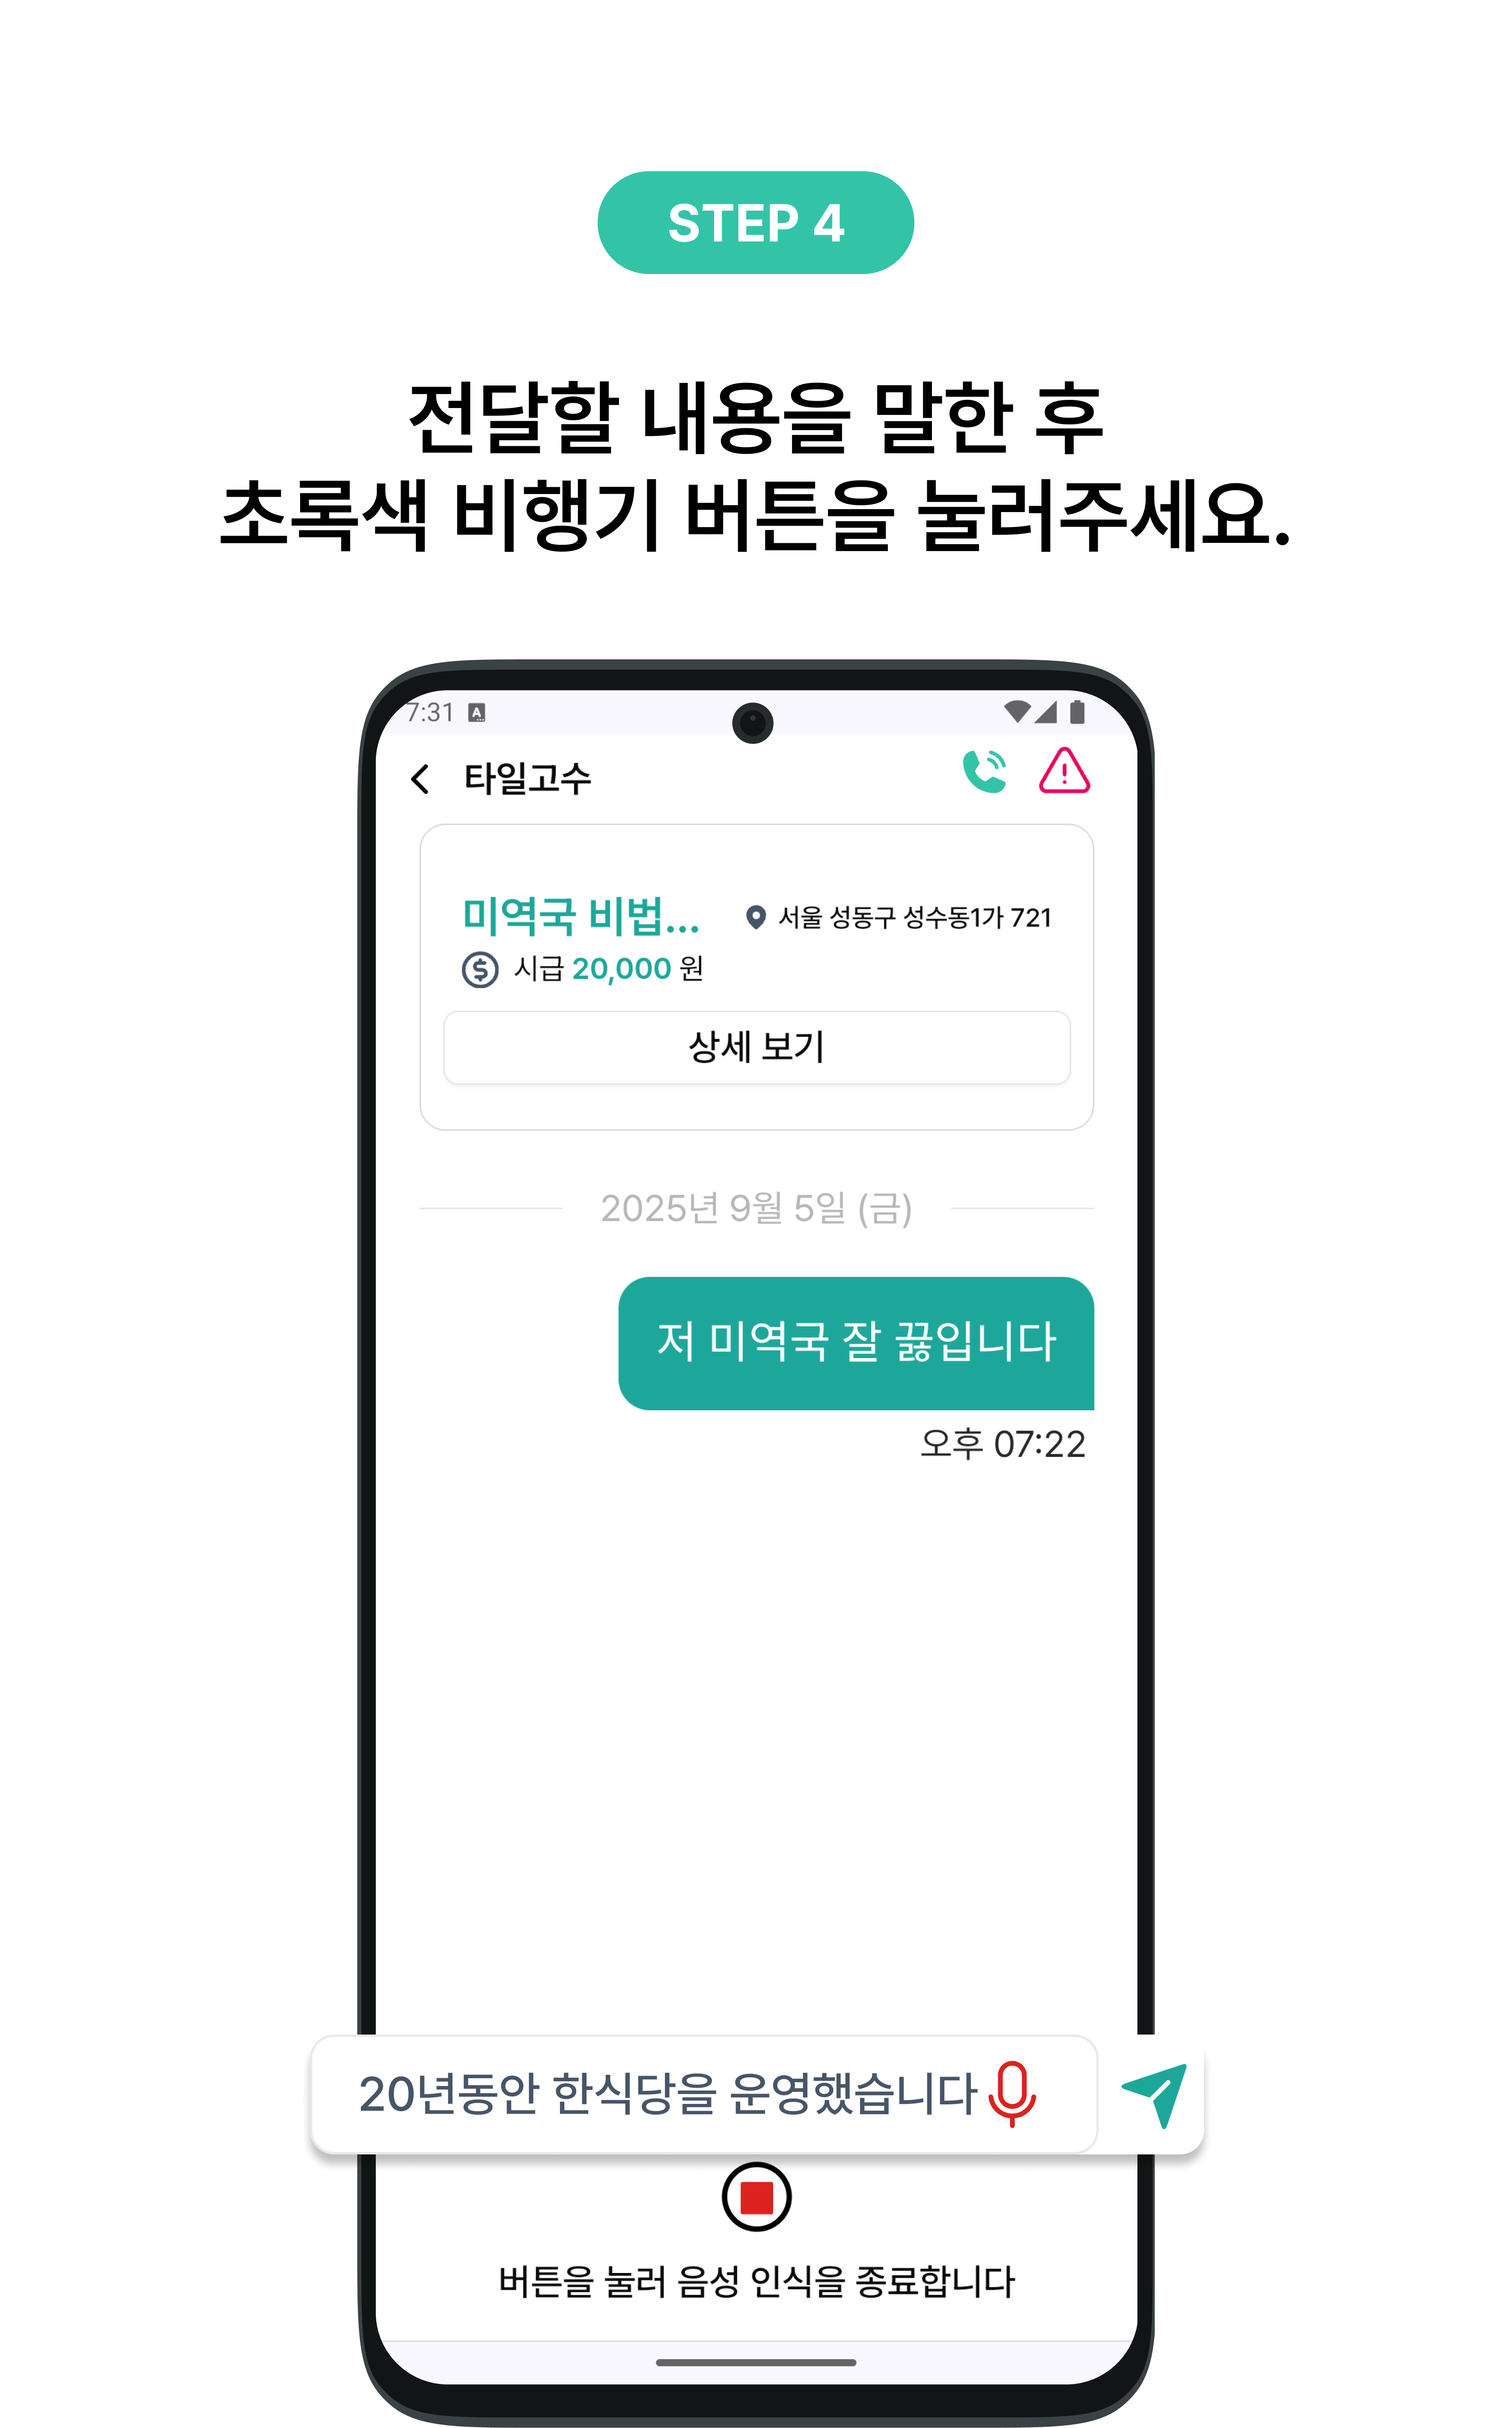 STEP 4
전달할 내용을 말한 후
초록색 비행기 버튼을 눌러주세요.
7:31
타일고수
미역국 비법...
서울 성동구 성수동1가 721
시급 20,000 원
상세 보기
2025년 9월 5일 (금)
저 미역국 잘 끓입니다
오후 07:22
20년동안 한식당을 운영했습니다
버튼을 눌러 음성 인식을 종료합니다